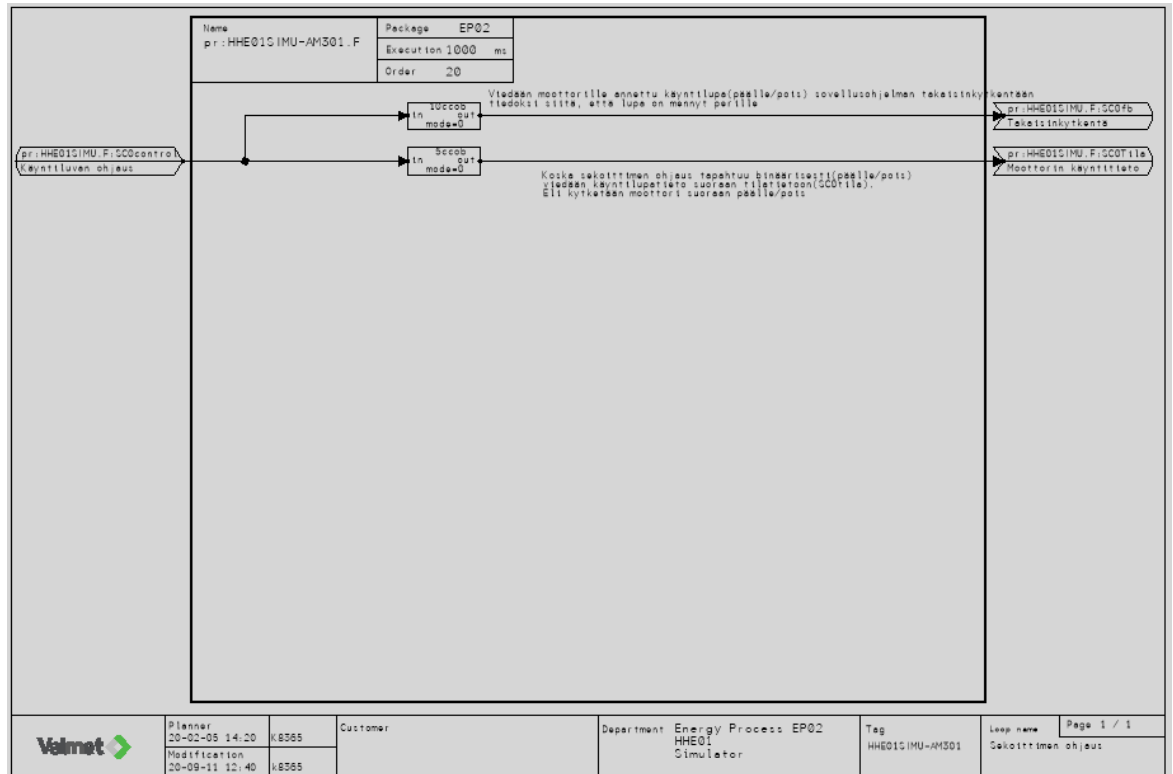 Name
pr:HHE01SIMU-AM301.F
Package EP02
Execution 1000 ms
Order 20
Viedään moottorille annettu käyntilupa(päälle/pois) sovellusohjelman takaisinkytkentään
tiedoksi siitä, että lupa on mennyt perille
10ccob
in out
mode=0
pr:HHE01SIMU.F:SC0fb
Takaisinkytkentä
pr:HHE01SIMU.F:SC0control
Käyntiluvan ohjaus
5ccob
in out
mode=0
pr:HHE01SIMU.F:SC0Tila
Moottorin käyntitieto
Koska sekoittimen ohjaus tapahtuu binäärisesti(päälle/pois)
viedään käyntilupatieto suoraan tilatietoon(SC0tila).
Eli kytketään moottori suoraan päälle/pois
Valmet
Planner
20-02-05 14:20 K8365
Modification
20-09-11 12:40 k8365
Customer
Department Energy Process EP02
HHE01
Simulator
Tag
HHE01SIMU-AM301
Loop name
Page 1 / 1
Sekoittimen ohjaus